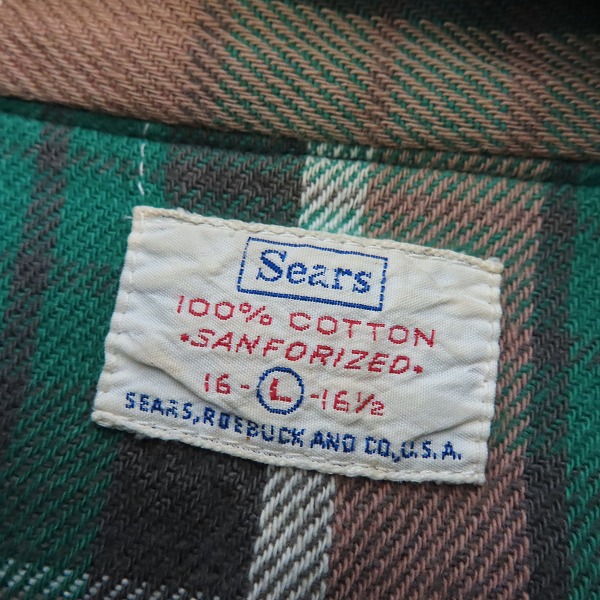 Sears
100% COTTON
•SANFORIZED•
16-L-16½
SEARS, ROEBUCK AND CO., U.S.A.